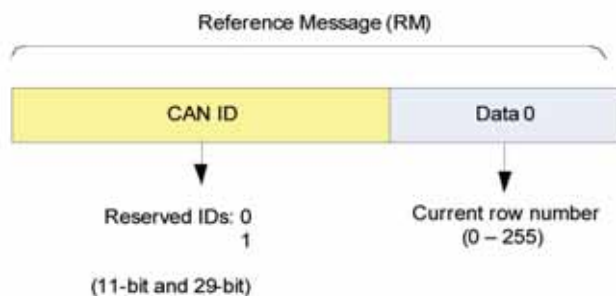 Reference Message (RM)
CAN ID
Data 0
Reserved IDs: 0
1
(11-bit and 29-bit)
Current row number
(0 – 255)